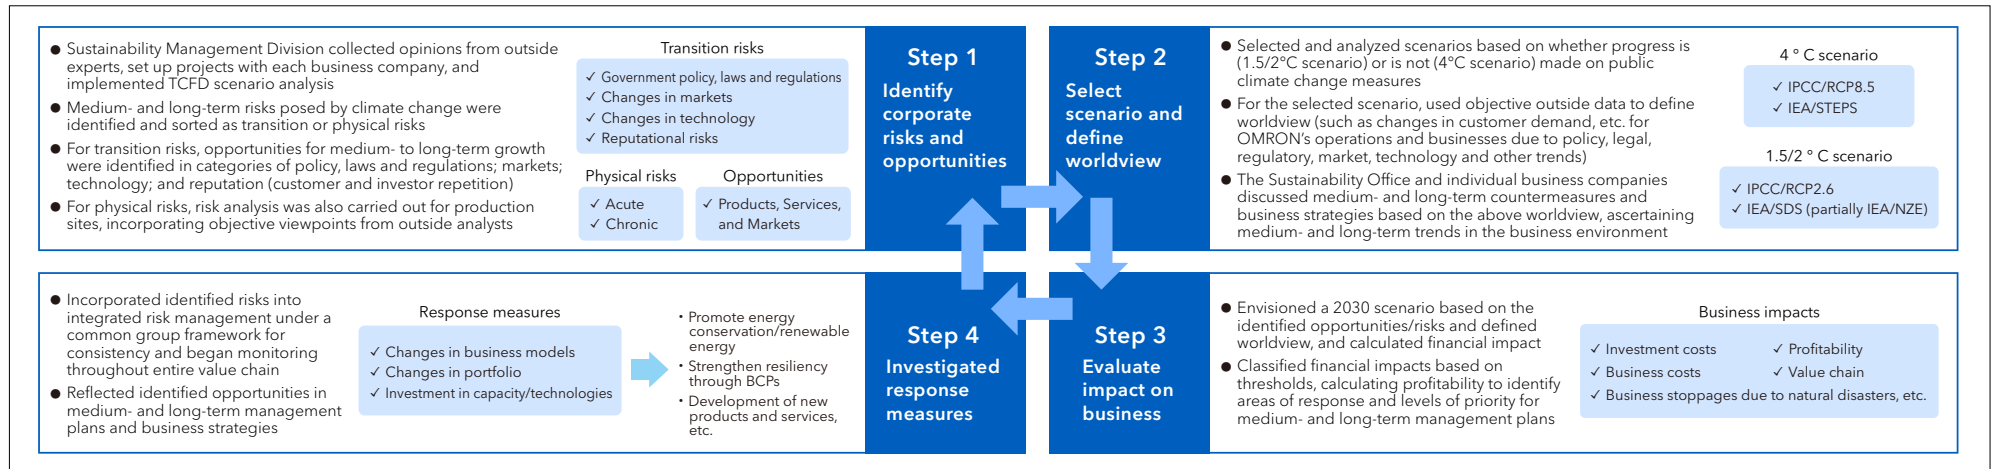 ● Sustainability Management Division collected opinions from outside
experts, set up projects with each business company, and
implemented TCFD scenario analysis
● Medium- and long-term risks posed by climate change were
identified and sorted as transition or physical risks
● For transition risks, opportunities for medium- to long-term growth
were identified in categories of policy, laws and regulations; markets;
technology; and reputation (customer and investor repetition)
● For physical risks, risk analysis was also carried out for production
sites, incorporating objective viewpoints from outside analysts
Transition risks
✓ Government policy, laws and regulations
✓ Changes in markets
✓ Changes in technology
✓ Reputational risks
Physical risks
✓ Acute
✓ Chronic
Opportunities
✓ Products, Services,
and Markets
Step 1
Identify
corporate
risks and
opportunities
Step 2
Select
scenario and
define
worldview
● Selected and analyzed scenarios based on whether progress is
(1.5/2°C scenario) or is not (4°C scenario) made on public
climate change measures
● For the selected scenario, used objective outside data to define
worldview (such as changes in customer demand, etc. for
OMRON's operations and businesses due to policy, legal,
regulatory, market, technology and other trends)
● The Sustainability Office and individual business companies
discussed medium- and long-term countermeasures and
business strategies based on the above worldview, ascertaining
medium- and long-term trends in the business environment
4 ° C scenario
✓ IPCC/RCP8.5
✓ IEA/STEPS
1.5/2 ° C scenario
✓ IPCC/RCP2.6
✓ IEA/SDS (partially IEA/NZE)
● Incorporated identified risks into
integrated risk management under a
common group framework for
consistency and began monitoring
throughout entire value chain
● Reflected identified opportunities in
medium- and long-term management
plans and business strategies
Response measures
✓ Changes in business models
✓ Changes in portfolio
✓ Investment in capacity/technologies
・Promote energy
conservation/renewable
energy
・Strengthen resiliency
through BCPs
・Development of new
products and services,
etc.
Step 4
Investigated
response
measures
Step 3
Evaluate
impact on
business
● Envisioned a 2030 scenario based on the
identified opportunities/risks and defined
worldview, and calculated financial impact
● Classified financial impacts based on
thresholds, calculating profitability to identify
areas of response and levels of priority for
medium- and long-term management plans
Business impacts
✓ Investment costs
✓ Profitability
✓ Business costs
✓ Value chain
✓ Business stoppages due to natural disasters, etc.